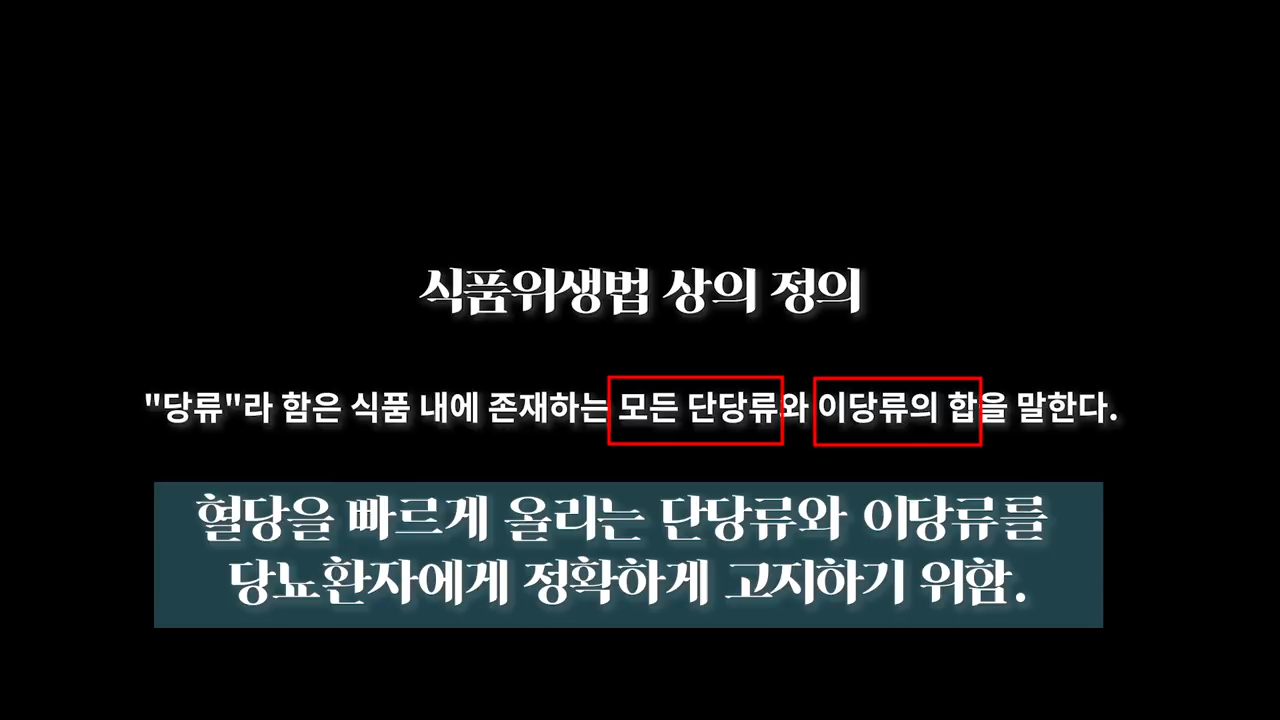 식품위생법 상의 정의
"당류"라 함은 식품 내에 존재하는 모든 단당류와 이당류의 합을 말한다.
혈당을 빠르게 올리는 단당류와 이당류를
당뇨환자에게 정확하게 고지하기 위함.